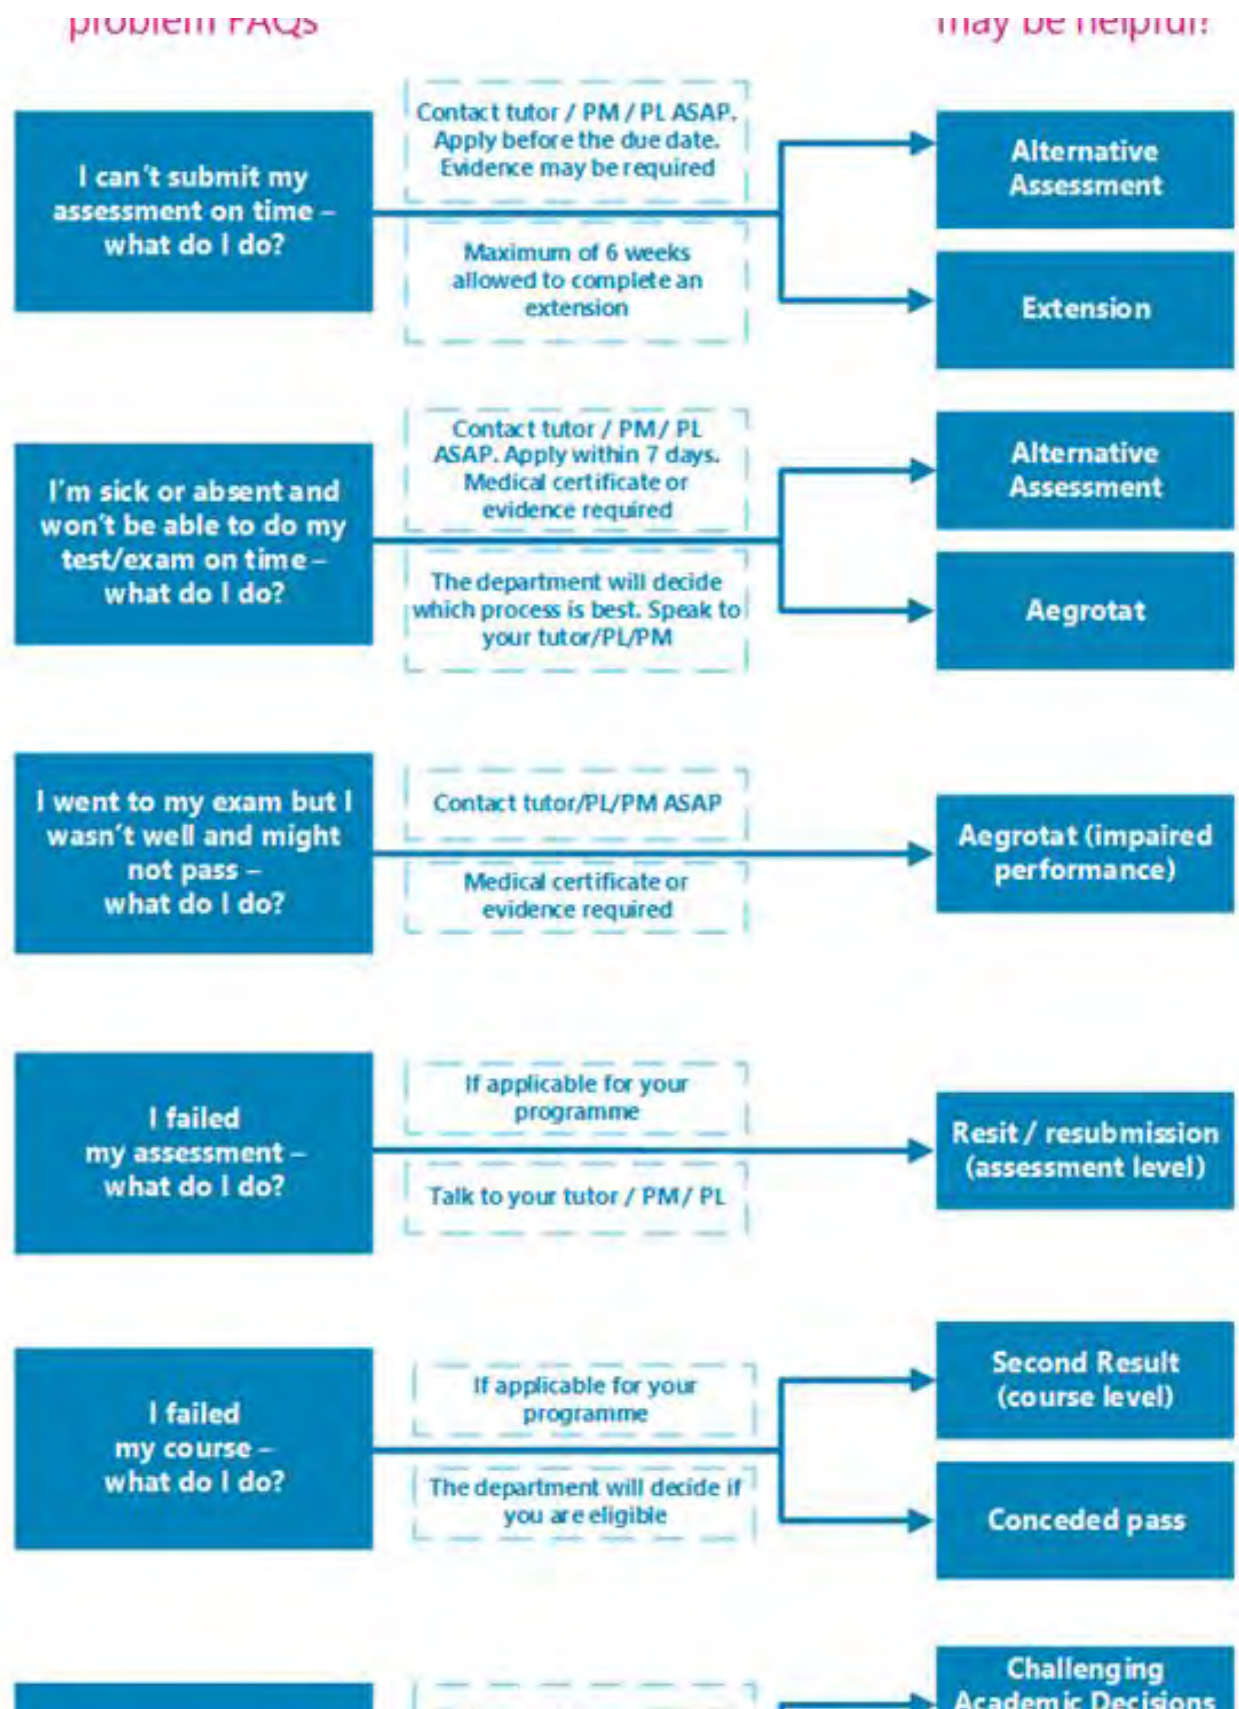 problem FAQs
may be helpful?
I can't submit my
assessment on time –
what do I do?
Contact tutor / PM / PL ASAP.
Apply before the due date.
Evidence may be required
Maximum of 6 weeks
allowed to complete an
extension
Alternative
Assessment
Extension
I'm sick or absent and
won't be able to do my
test/exam on time –
what do I do?
Contact tutor / PM / PL
ASAP. Apply within 7 days.
Medical certificate or
evidence required
The department will decide
which process is best. Speak to
your tutor/PL/PM
Alternative
Assessment
Aegrotat
I went to my exam but I
wasn't well and might
not pass –
what do I do?
Contact tutor/PL/PM ASAP
Medical certificate or
evidence required
Aegrotat (impaired
performance)
I failed
my assessment –
what do I do?
If applicable for your
programme
Talk to your tutor / PM / PL
Resit / resubmission
(assessment level)
I failed
my course –
what do I do?
If applicable for your
programme
The department will decide if
you are eligible
Second Result
(course level)
Conceded pass
Challenging
Academic Decisions